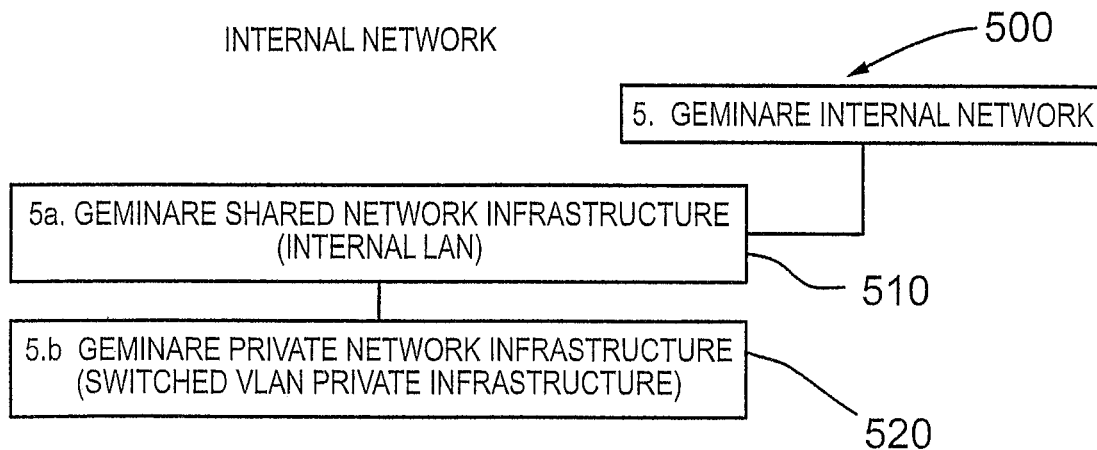 INTERNAL NETWORK
500
5. GEMINARE INTERNAL NETWORK
5a. GEMINARE SHARED NETWORK INFRASTRUCTURE
(INTERNAL LAN)
510
5.b GEMINARE PRIVATE NETWORK INFRASTRUCTURE
(SWITCHED VLAN PRIVATE INFRASTRUCTURE)
520